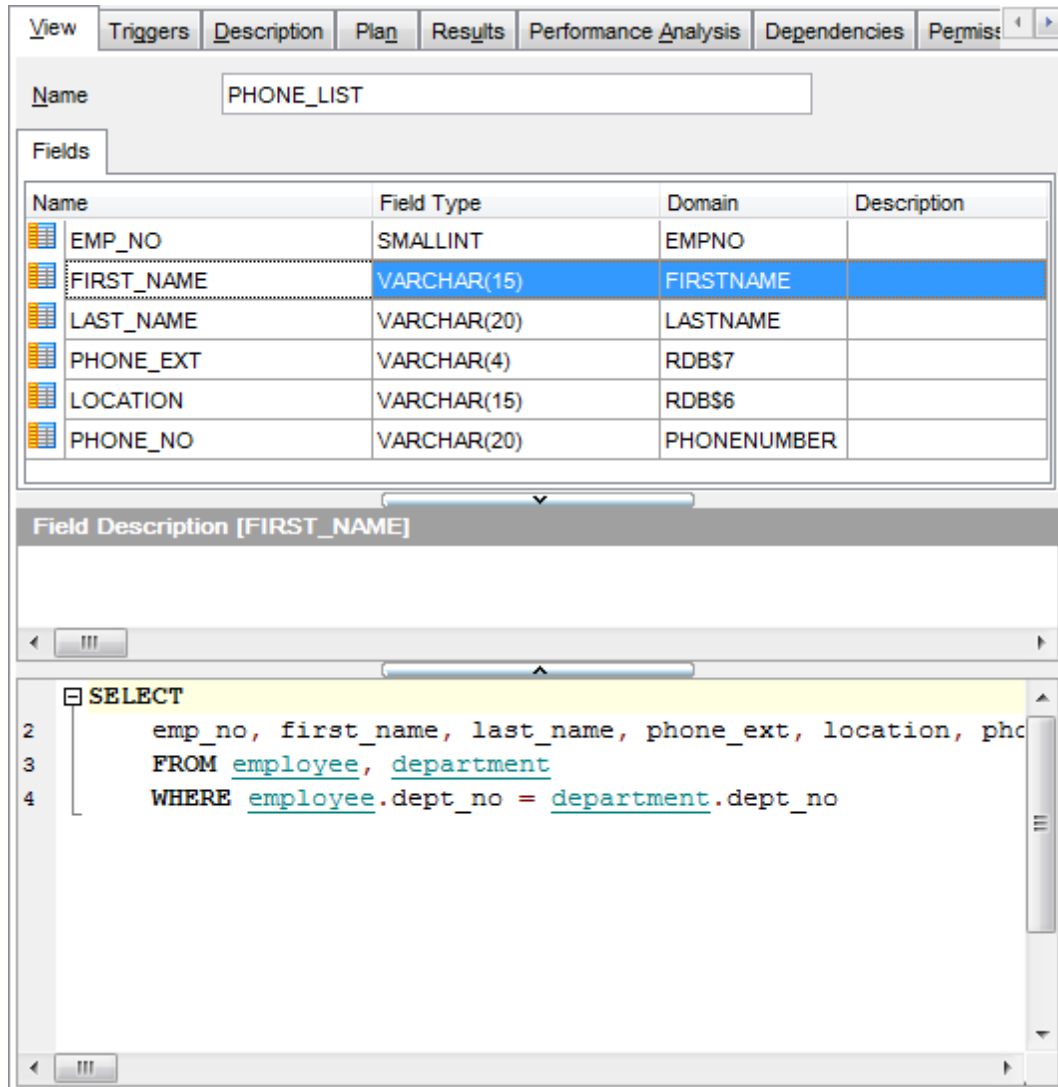 View Triggers Description Plan Results Performance Analysis Dependencies
Name PHONE_LIST
Fields
Name Field Type Domain Description
EMP_NO SMALLINT EMPNO
FIRST_NAME VARCHAR(15) FIRSTNAME
LAST_NAME VARCHAR(20) LASTNAME
PHONE_EXT VARCHAR(4) RDB$7
LOCATION VARCHAR(15) RDB$6
PHONE_NO VARCHAR(20) PHONENUMBER
Field Description [FIRST_NAME]
SELECT
2 emp_no, first_name, last_name, phone_ext, location,
3 FROM employee, department
4 WHERE employee.dept_no = department.dept_no